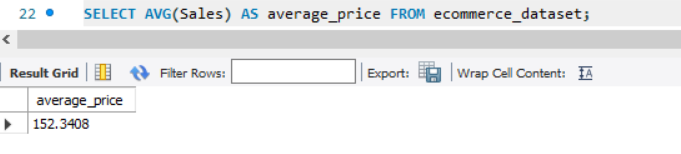 22 SELECT AVG(Sales) AS average_price FROM ecommerce_dataset;
Result Grid Filter Rows: Export: Wrap Cell Content: IA
average_price
152.3408